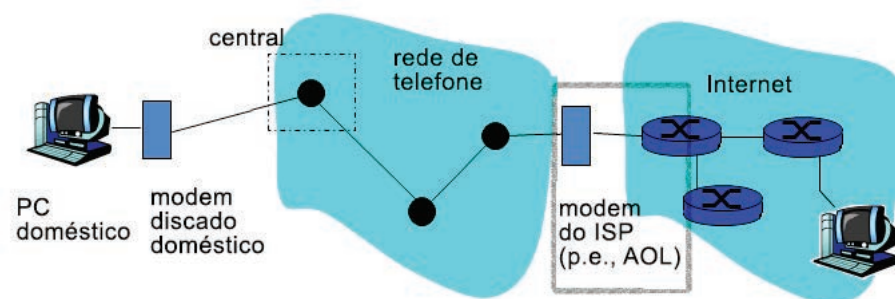 central
rede de
telefone
Internet
PC
doméstico
modem
discado
doméstico
modem
do ISP
(p.e., AOL)